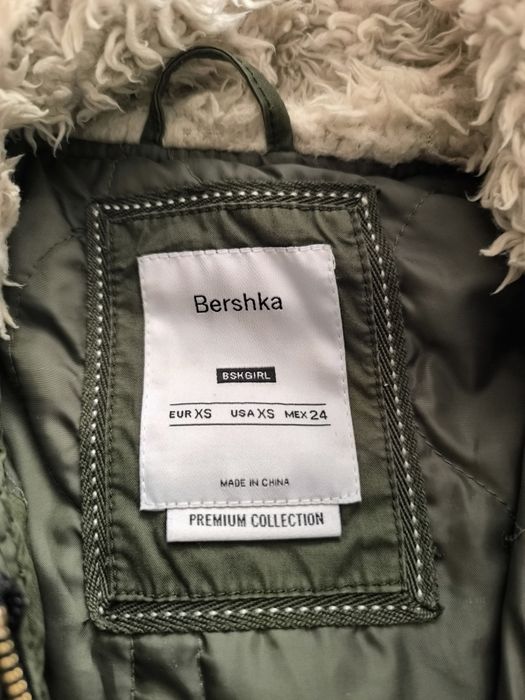 Bershka
BSKGIRL
EUR XS USA XS MEX 24
MADE IN CHINA
PREMIUM COLLECTION